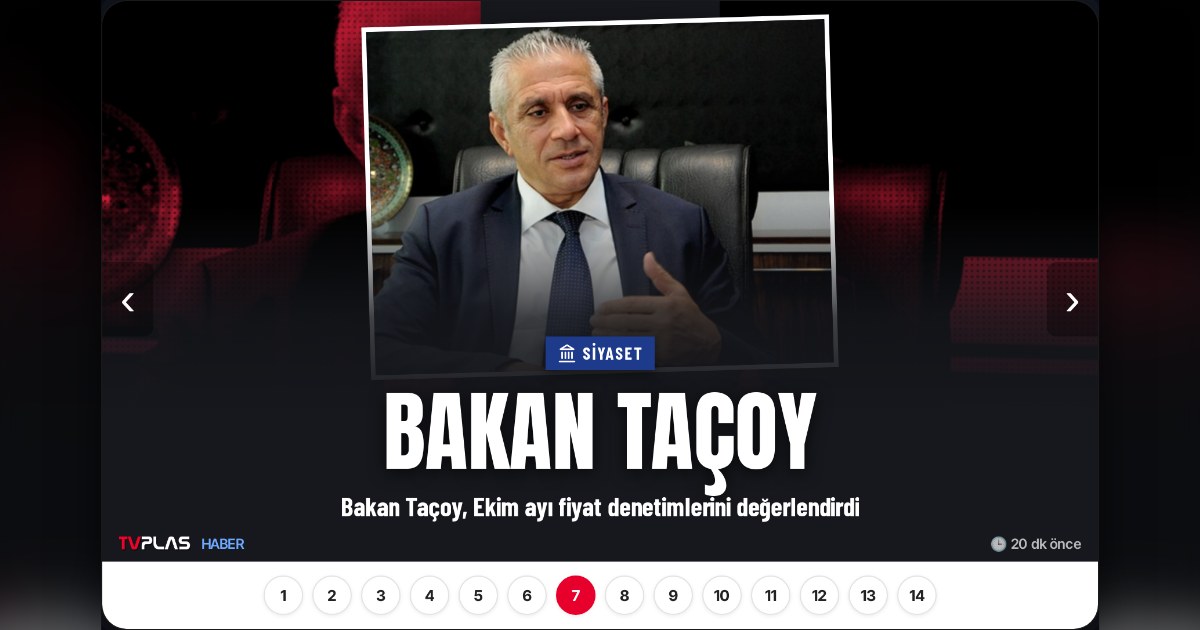 SİYASET
BAKAN TAÇOY
Bakan Taçoy, Ekim ayı fiyat denetimlerini değerlendirdi
TVPLAS HABER
20 dk önce
1 2 3 4 5 6 7 8 9 10 11 12 13 14